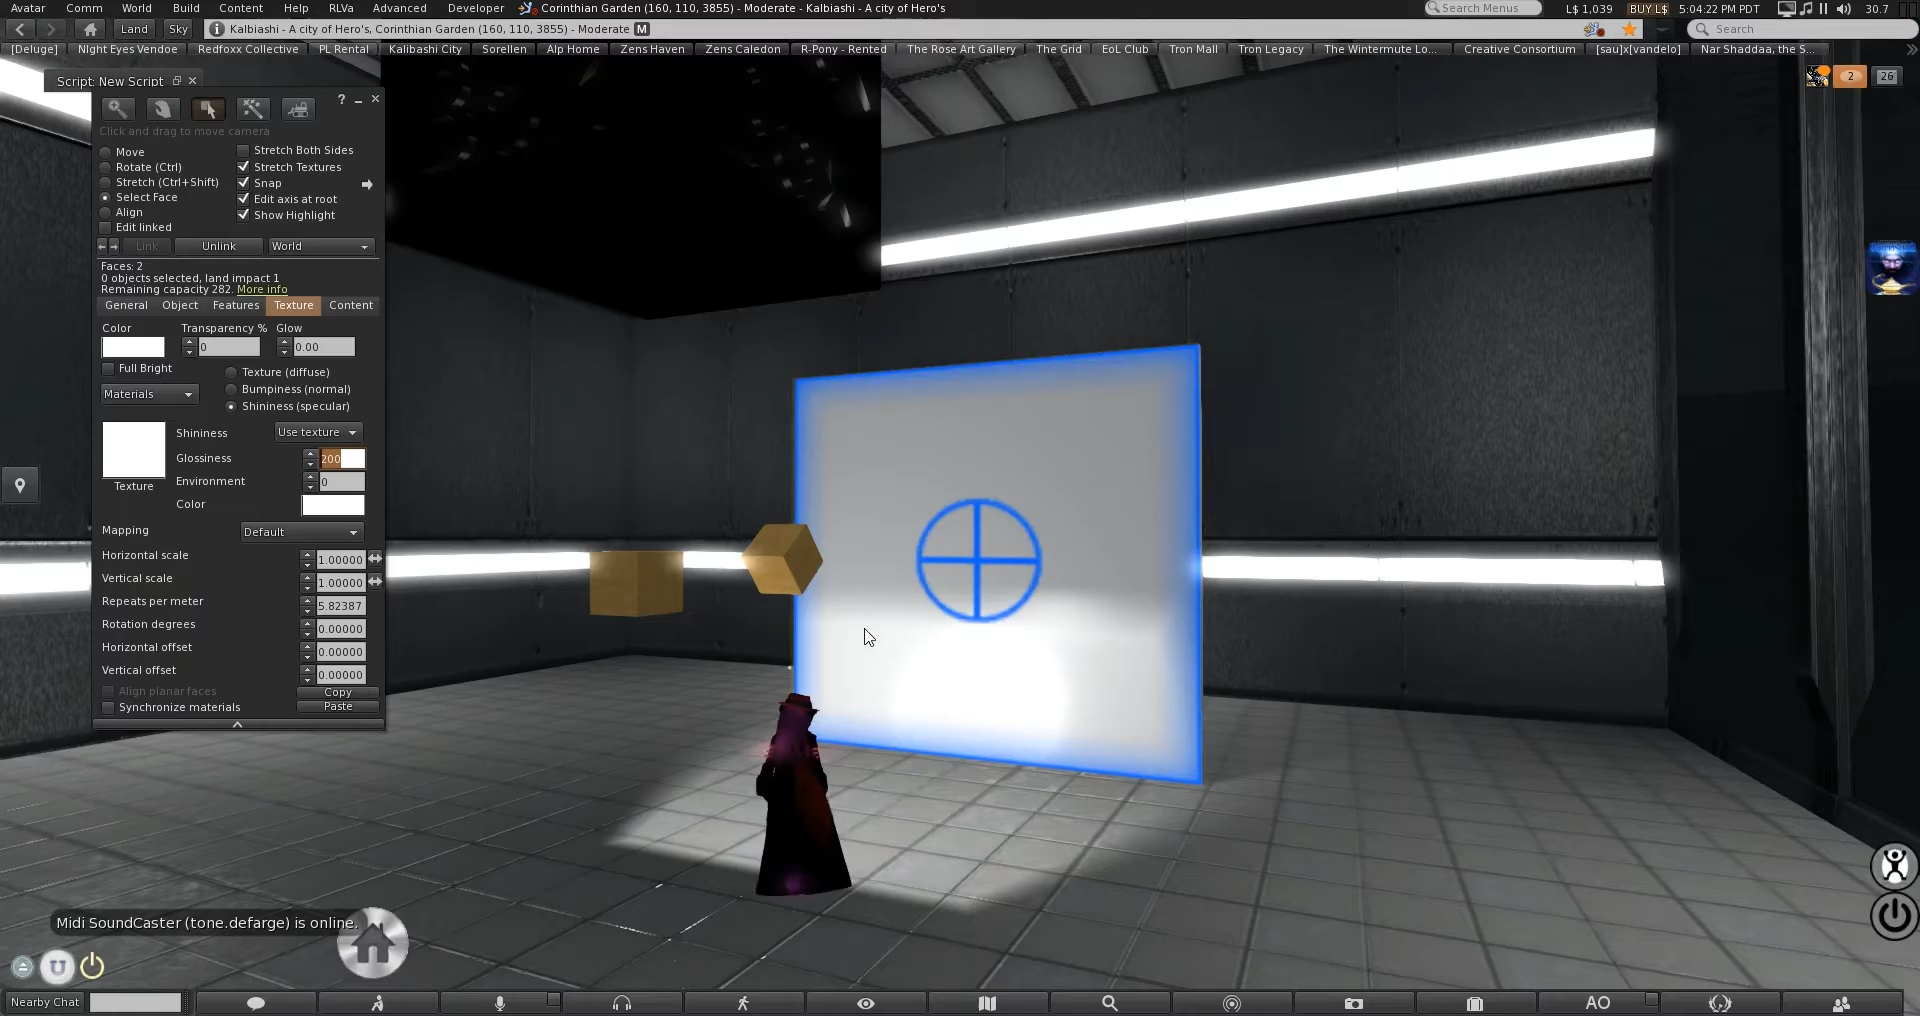 Avatar Comm World Build Content Help RLVa Advanced Developer Corinthian Garden (160, 110, 3855) - Moderate - Kalbiashi - A city of Hero's Search Menus L$ 1,039 BUY L$ 5:04:22 PM PDT 30.7
Land Sky Kalbiashi - A city of Hero's, Corinthian Garden (160, 110, 3855) - Moderate M Search
[Deluge] NIght Eyes Vendoe Redfoxx Collective PL Rental Kalibashi City Sorellen Alp Home Zens Haven Zens Caledon R-Pony - Rented The Rose Art Gallery The Grid EoL Club Tron Mall Tron Legacy The Wintermute Lo... Creative Consortium [sau]x[vandelo] Nar Shaddaa, the S...
Script: New Script
2 26
?
Click and drag to move camera
Move
Rotate (Ctrl)
Stretch (Ctrl+Shift)
Select Face
Align
Edit linked
Stretch Both Sides
Stretch Textures
Snap
Edit axis at root
Show Highlight
Link Unlink World
Faces: 2
0 objects selected, land impact 1
Remaining capacity 282. More info
General Object Features Texture Content
Color Transparency % Glow
0 0.00
Full Bright
Materials
Texture (diffuse)
Bumpiness (normal)
Shininess (specular)
Shininess Use texture
Glossiness 200
Environment 0
Texture
Color
Mapping Default
Horizontal scale 1.00000
Vertical scale 1.00000
Repeats per meter 5.82387
Rotation degrees 0.00000
Horizontal offset 0.00000
Vertical offset 0.00000
Align planar faces Copy
Synchronize materials Paste
Midi SoundCaster (tone.defarge) is online.
U
Nearby Chat AO